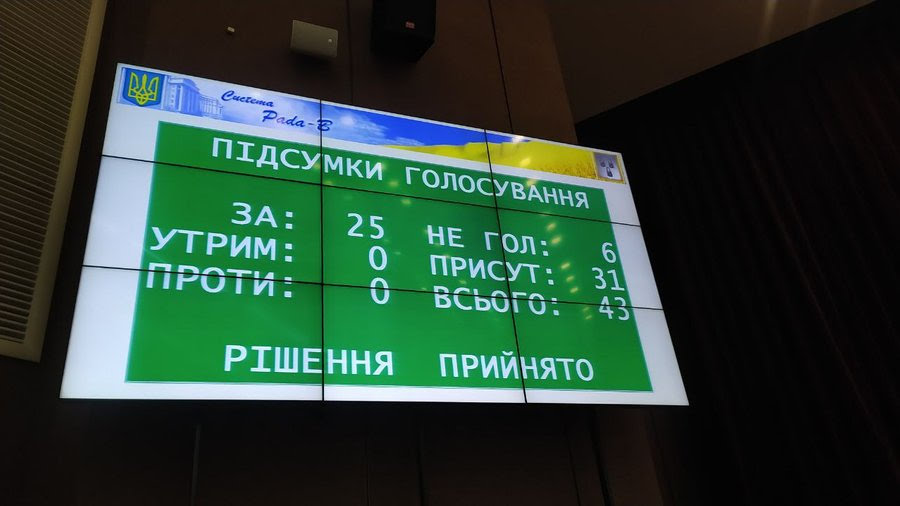 Система
Рада-В
ПІДСУМКИ ГОЛОСУВАННЯ
ЗА: 25 НЕ ГОЛ: 6
УТРИМ: 0 ПРИСУТ: 31
ПРОТИ: 0 ВСЬОГО: 43
РІШЕННЯ ПРИЙНЯТО